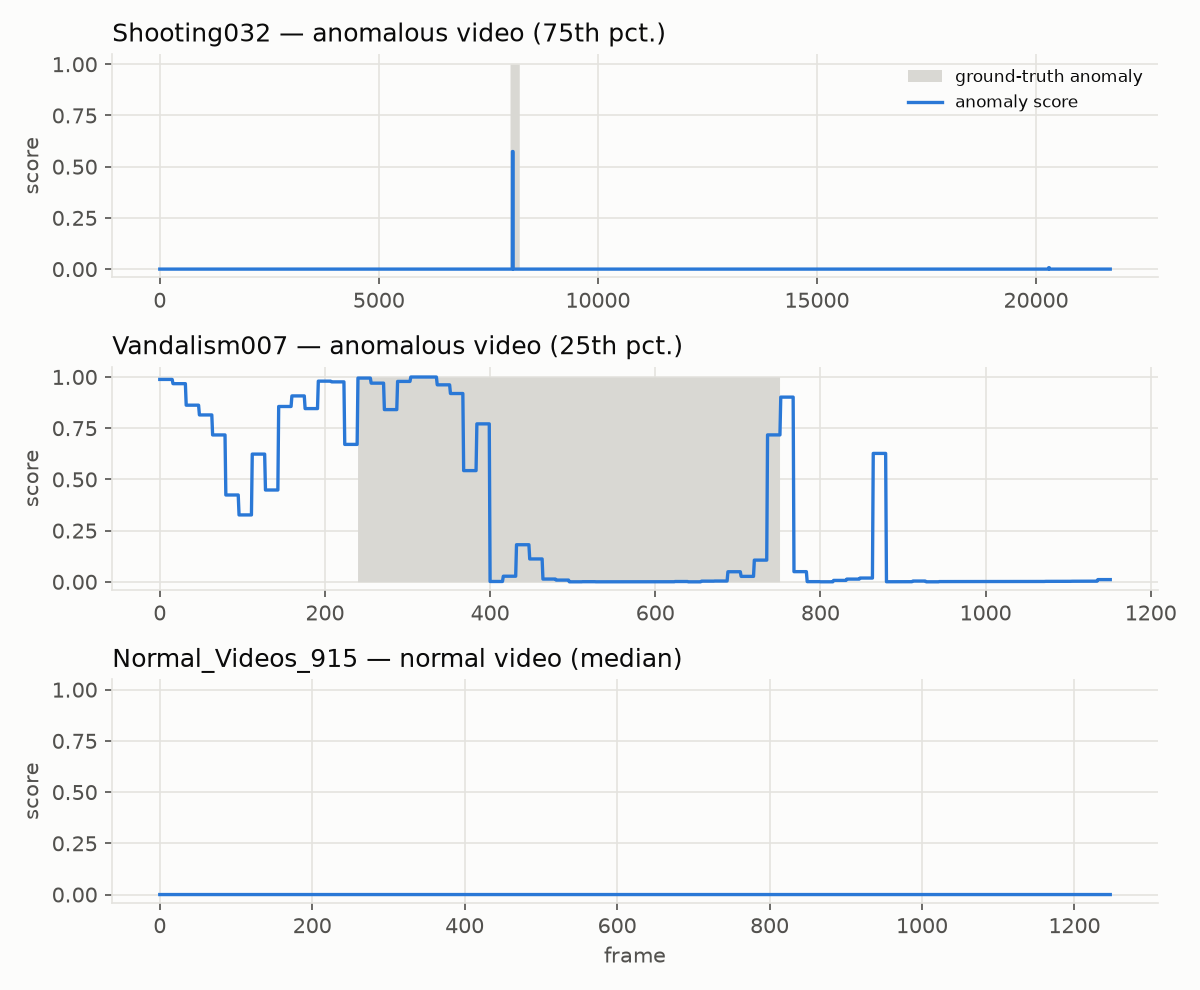 Shooting032 — anomalous video (75th pct.)
1.00
0.75
0.50
0.25
0.00
score
ground-truth anomaly
anomaly score
0 5000 10000 15000 20000
Vandalism007 — anomalous video (25th pct.)
1.00
0.75
0.50
0.25
0.00
score
0 200 400 600 800 1000 1200
Normal_Videos_915 — normal video (median)
1.00
0.75
0.50
0.25
0.00
score
0 200 400 600 800 1000 1200
frame